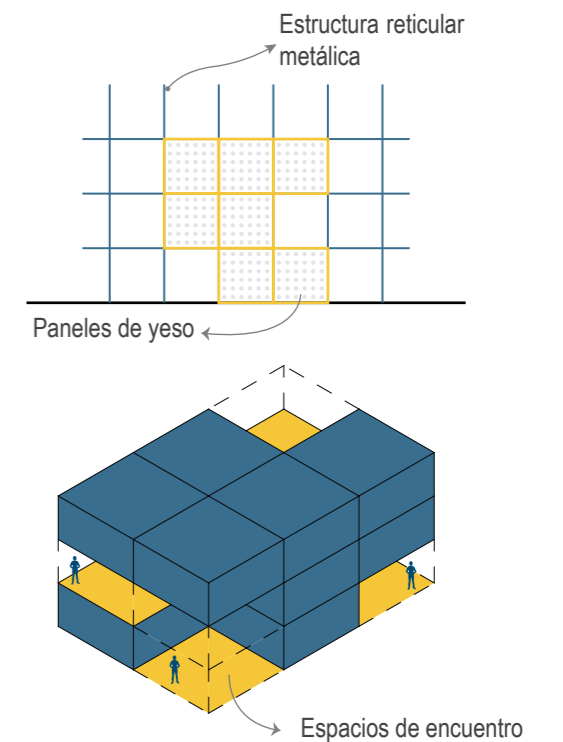 Estructura reticular
metálica
Paneles de yeso
Espacios de encuentro